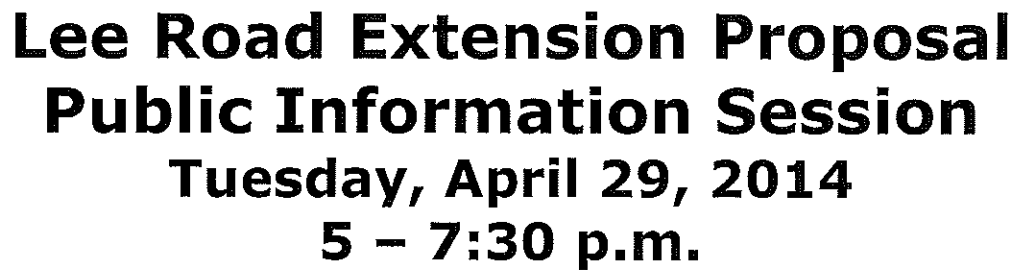 Lee Road Extension Proposal
Public Information Session
Tuesday, April 29, 2014
5 – 7:30 p.m.